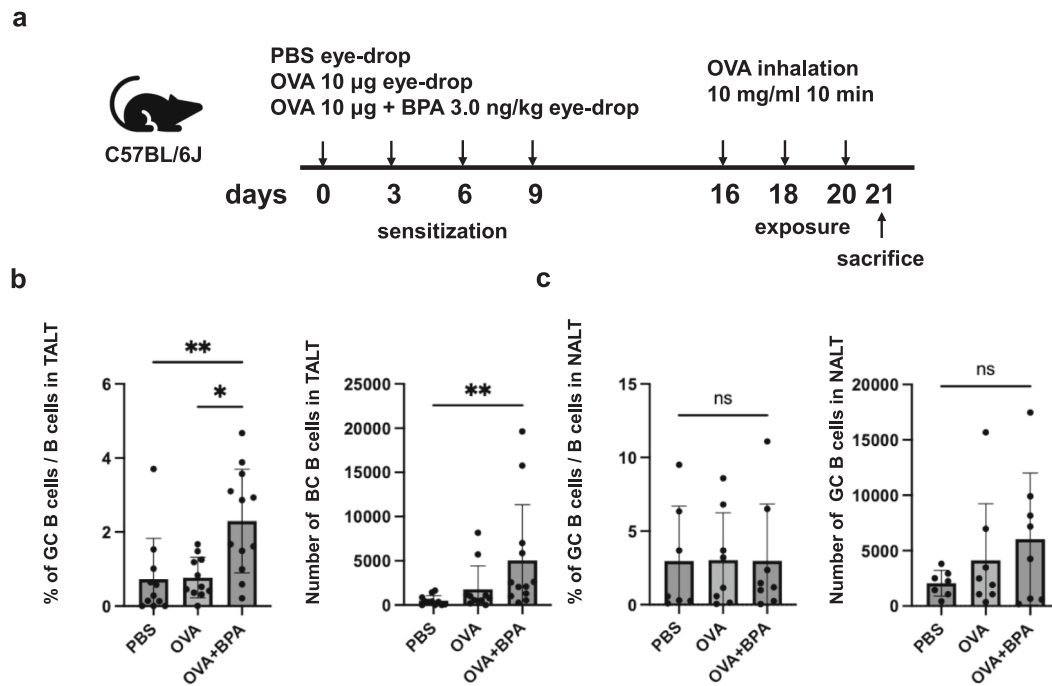 a
PBS eye-drop
OVA 10 µg eye-drop
OVA 10 µg + BPA 3.0 ng/kg eye-drop
OVA inhalation
10 mg/ml 10 min
C57BL/6J
days 0 3 6 9 16 18 20 21
sensitization exposure
sacrifice
b
% of GC B cells / B cells in TALT
6
4
2
0
**
*
PBS OVA OVA+BPA
Number of BC B cells in TALT
25000
20000
15000
10000
5000
0
**
PBS OVA OVA+BPA
c
% of GC B cells / B cells in NALT
15
10
5
0
ns
PBS OVA OVA+BPA
Number of GC B cells in NALT
20000
15000
10000
5000
0
ns
PBS OVA OVA+BPA